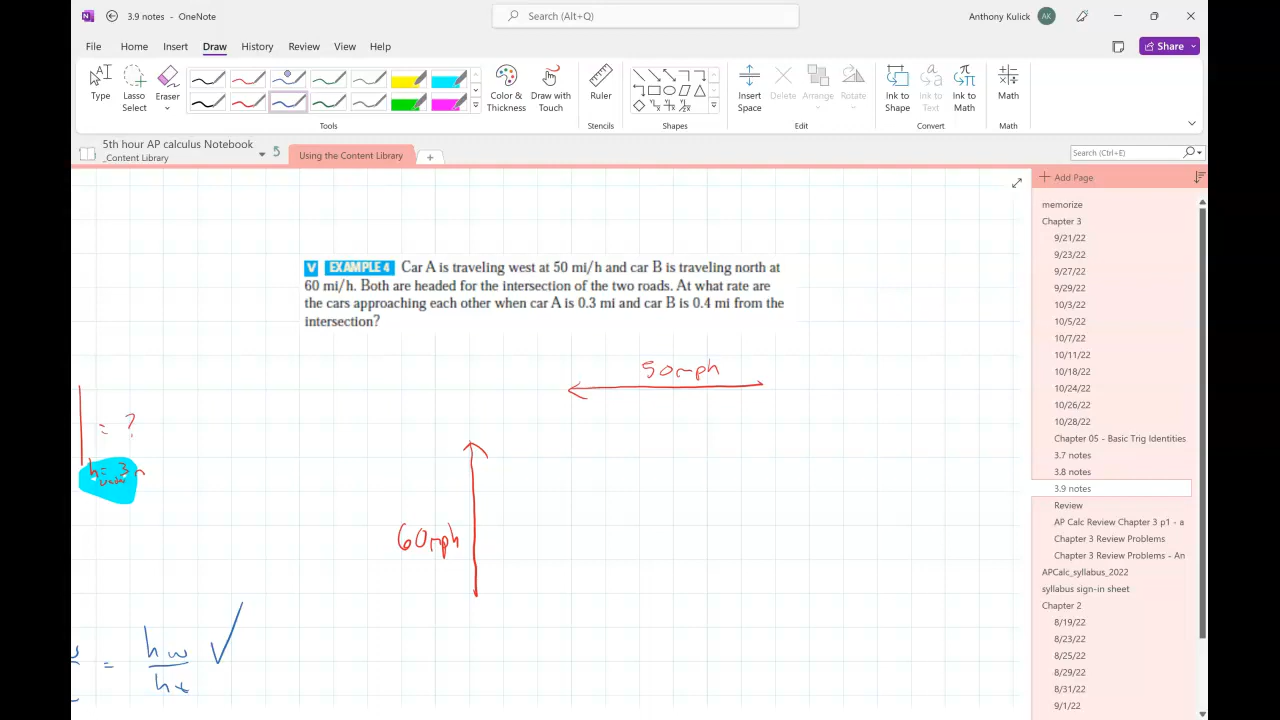 3.9 notes - OneNote
Search (Alt+Q)
Anthony Kulick
AK
File Home Insert Draw History Review View Help
Share
Type
Lasso Select
Eraser
Color & Thickness
Draw with Touch
Ruler
Insert Space
Delete
Arrange
Rotate
Ink to Shape
Ink to Text
Ink to Math
Math
Tools
Stencils
Shapes
Edit
Convert
Math
5th hour AP calculus Notebook
_Content Library
Using the Content Library
Search (Ctrl+E)
Add Page
V EXAMPLE 4 Car A is traveling west at 50 mi/h and car B is traveling north at
60 mi/h. Both are headed for the intersection of the two roads. At what rate are
the cars approaching each other when car A is 0.3 mi and car B is 0.4 mi from the
intersection?
50mph
= ?
h = 3 m
60mph
= hw
hx
memorize
Chapter 3
9/21/22
9/23/22
9/27/22
9/29/22
10/3/22
10/5/22
10/7/22
10/11/22
10/18/22
10/24/22
10/26/22
10/28/22
Chapter 05 - Basic Trig Identities
3.7 notes
3.8 notes
3.9 notes
Review
AP Calc Review Chapter 3 p1 - a
Chapter 3 Review Problems
Chapter 3 Review Problems - An
APCalc_syllabus_2022
syllabus sign-in sheet
Chapter 2
8/19/22
8/23/22
8/25/22
8/29/22
8/31/22
9/1/22